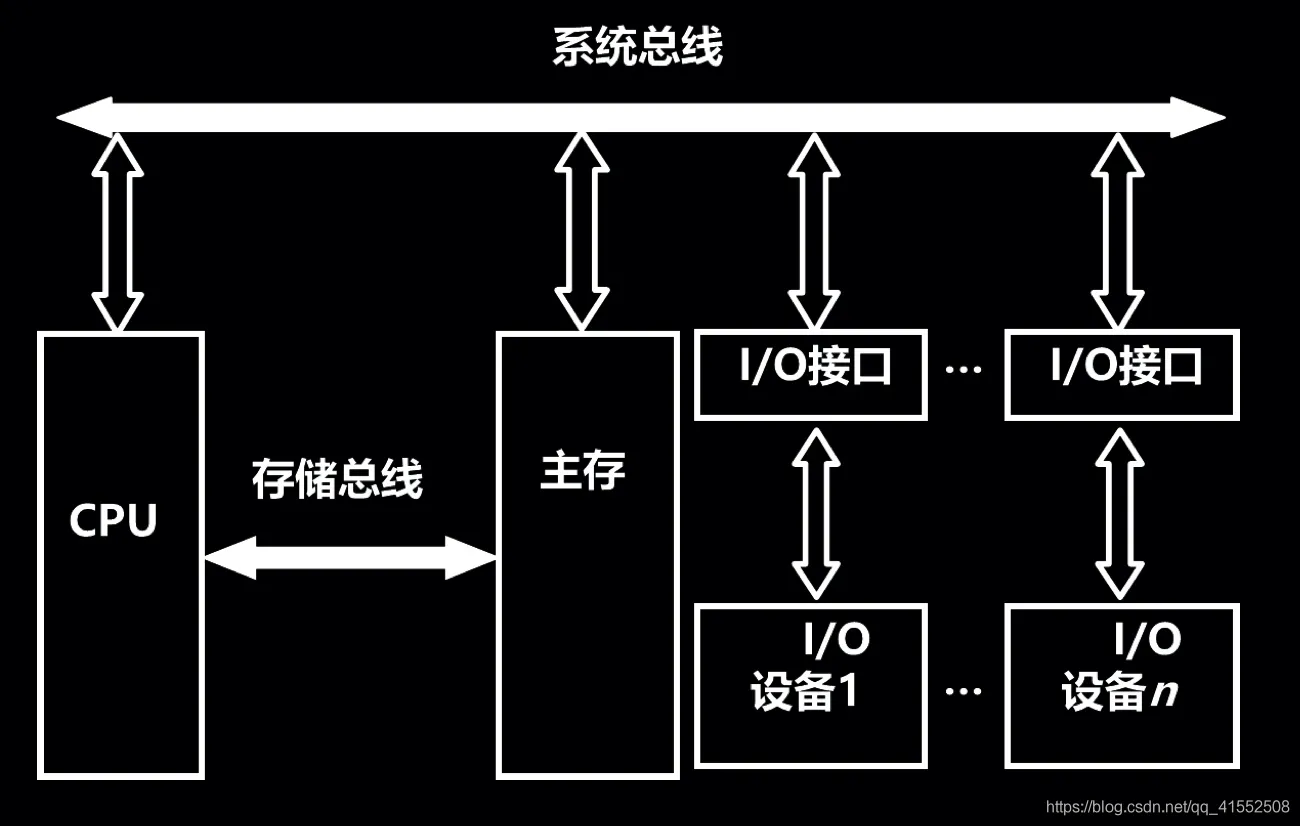 系统总线
I/O接口
...
I/O接口
存储总线
主存
CPU
I/O
设备1
...
I/O
设备n
https://blog.csdn.net/qq_41552508